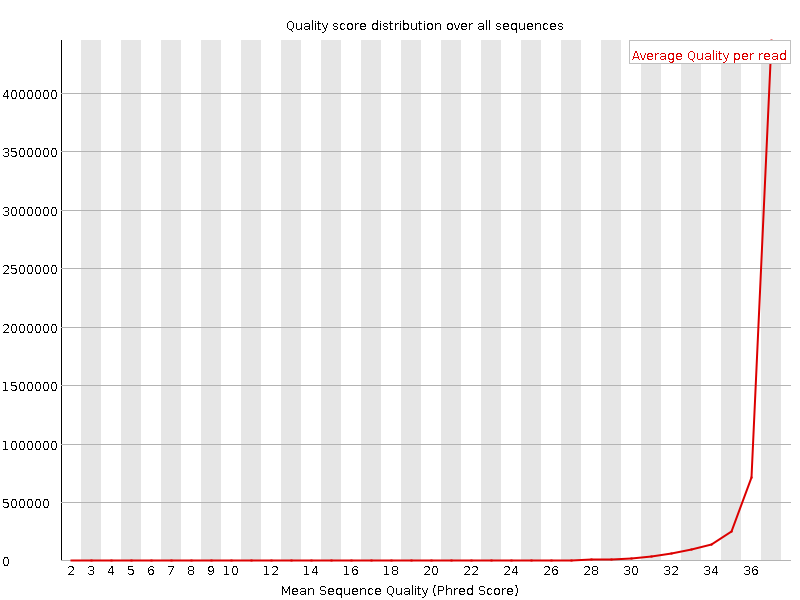 Quality score distribution over all sequences
Average Quality per read
4000000
3500000
3000000
2500000
2000000
1500000
1000000
500000
0
2 3 4 5 6 7 8 9 10 12 14 16 18 20 22 24 26 28 30 32 34 36
Mean Sequence Quality (Phred Score)